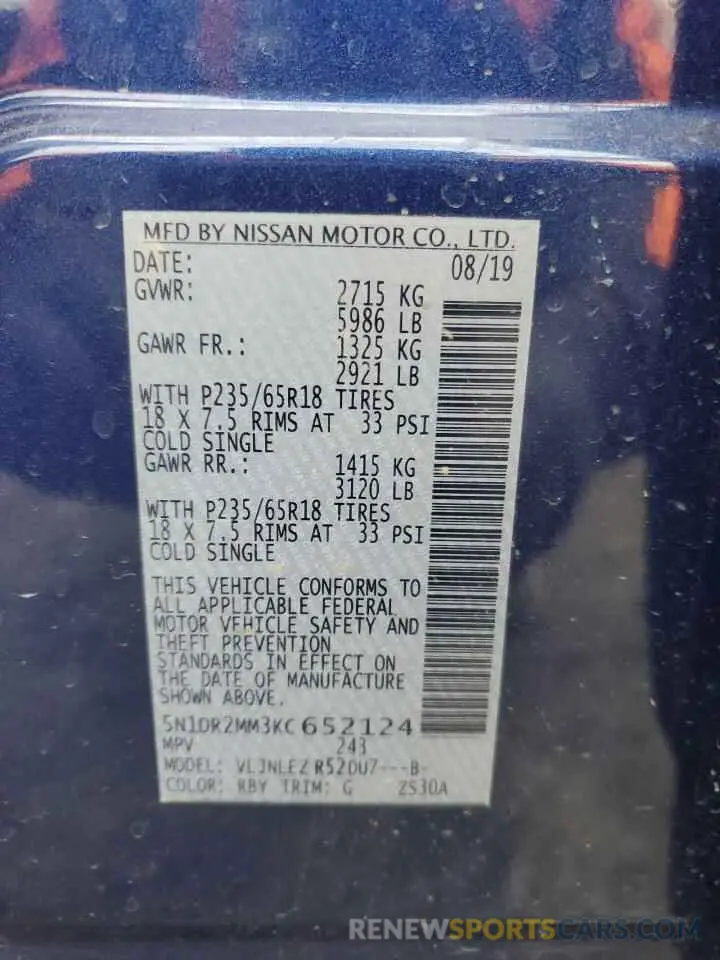 MFD BY NISSAN MOTOR CO., LTD.
DATE: 08/19
GVWR: 2715 KG
5986 LB
GAWR FR.: 1325 KG
2921 LB
WITH P235/65R18 TIRES
18 X 7.5 RIMS AT 33 PSI
COLD SINGLE
GAWR RR.: 1415 KG
3120 LB
WITH P235/65R18 TIRES
18 X 7.5 RIMS AT 33 PSI
COLD SINGLE
THIS VEHICLE CONFORMS TO
ALL APPLICABLE FEDERAL
MOTOR VEHICLE SAFETY AND
THEFT PREVENTION
STANDARDS IN EFFECT ON
THE DATE OF MANUFACTURE
SHOWN ABOVE.
5N1DR2MM3KC652124
MPV 243
MODEL: VLJNLEZ R52DU7---B-
COLOR: RBY TRIM: G 2S30A
RENEWSPORTSCARS.COM